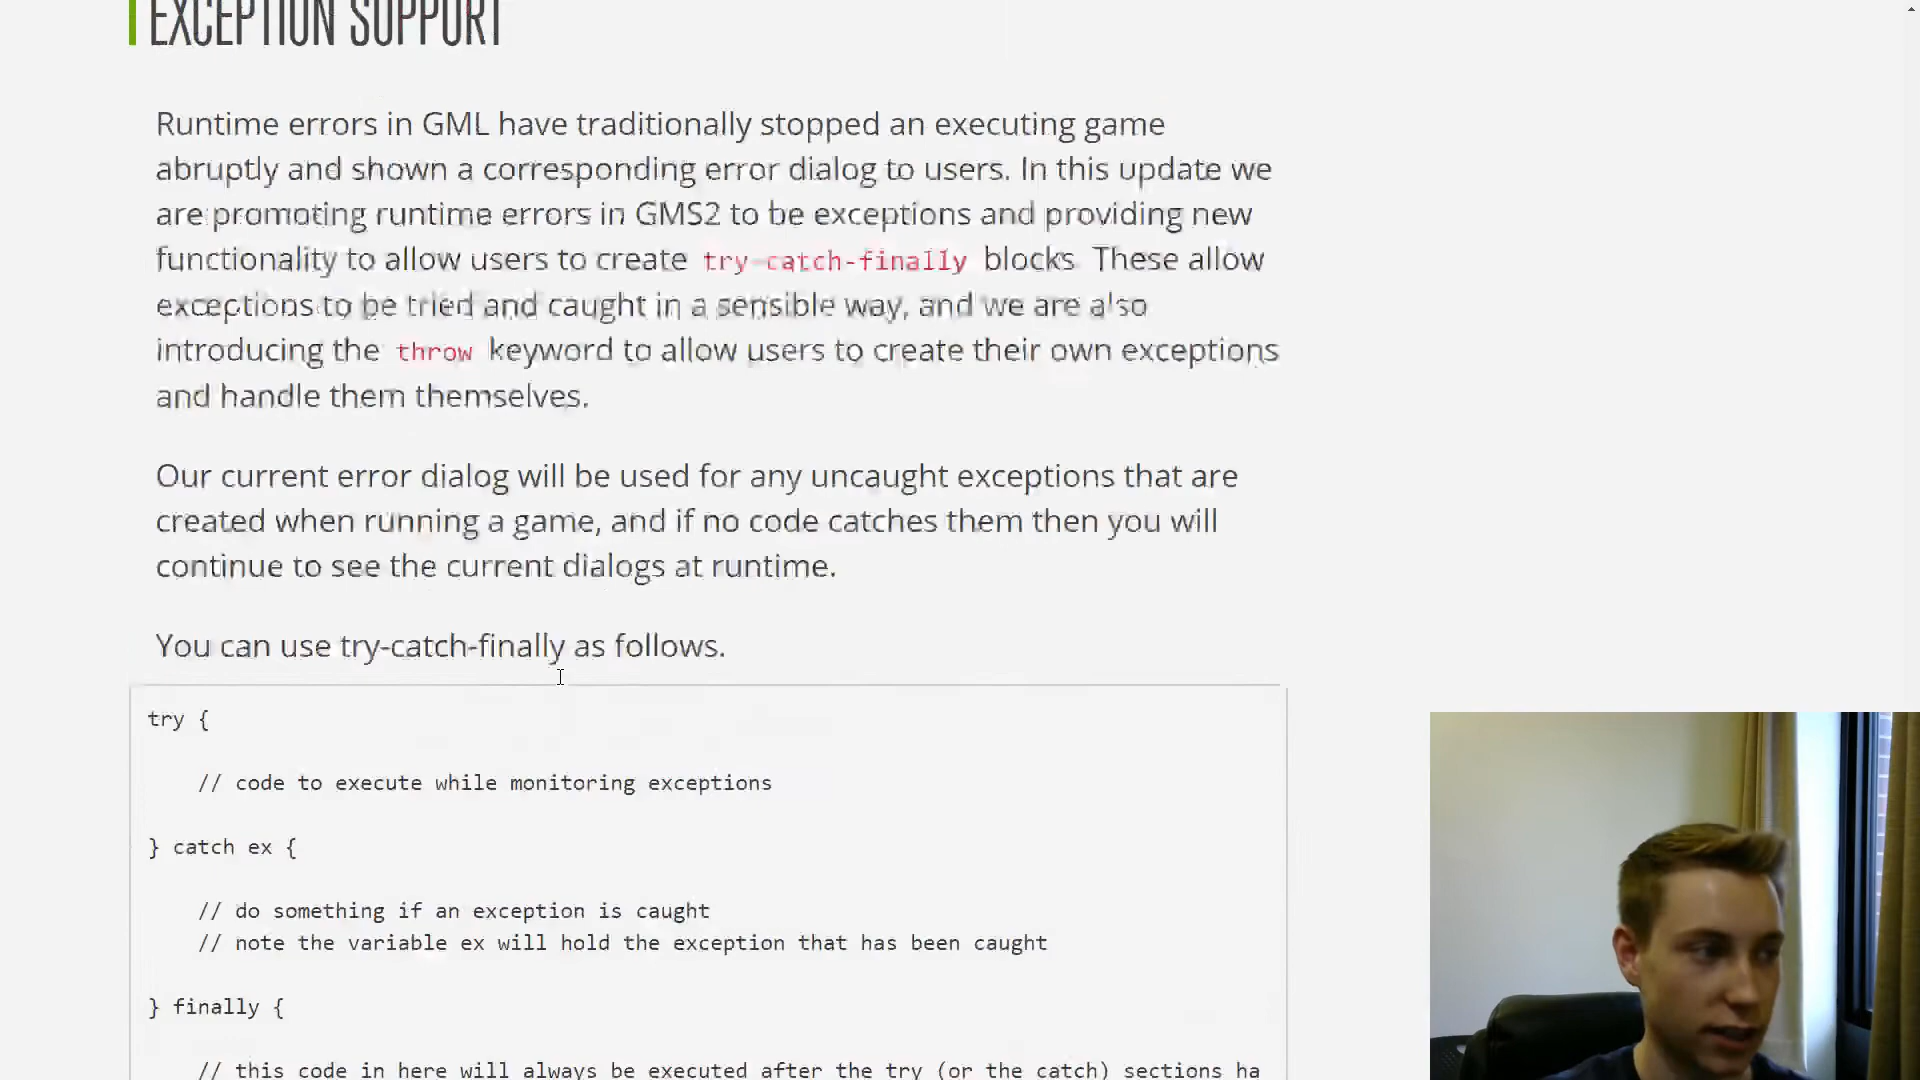 EXCEPTION SUPPORT
Runtime errors in GML have traditionally stopped an executing game
abruptly and shown a corresponding error dialog to users. In this update we
are promoting runtime errors in GMS2 to be exceptions and providing new
functionality to allow users to create try-catch-finally blocks. These allow
exceptions to be tried and caught in a sensible way, and we are also
introducing the throw keyword to allow users to create their own exceptions
and handle them themselves.
Our current error dialog will be used for any uncaught exceptions that are
created when running a game, and if no code catches them then you will
continue to see the current dialogs at runtime.
You can use try-catch-finally as follows.
try {
// code to execute while monitoring exceptions
} catch ex {
// do something if an exception is caught
// note the variable ex will hold the exception that has been caught
} finally {
// this code in here will always be executed after the try (or the catch) sections ha